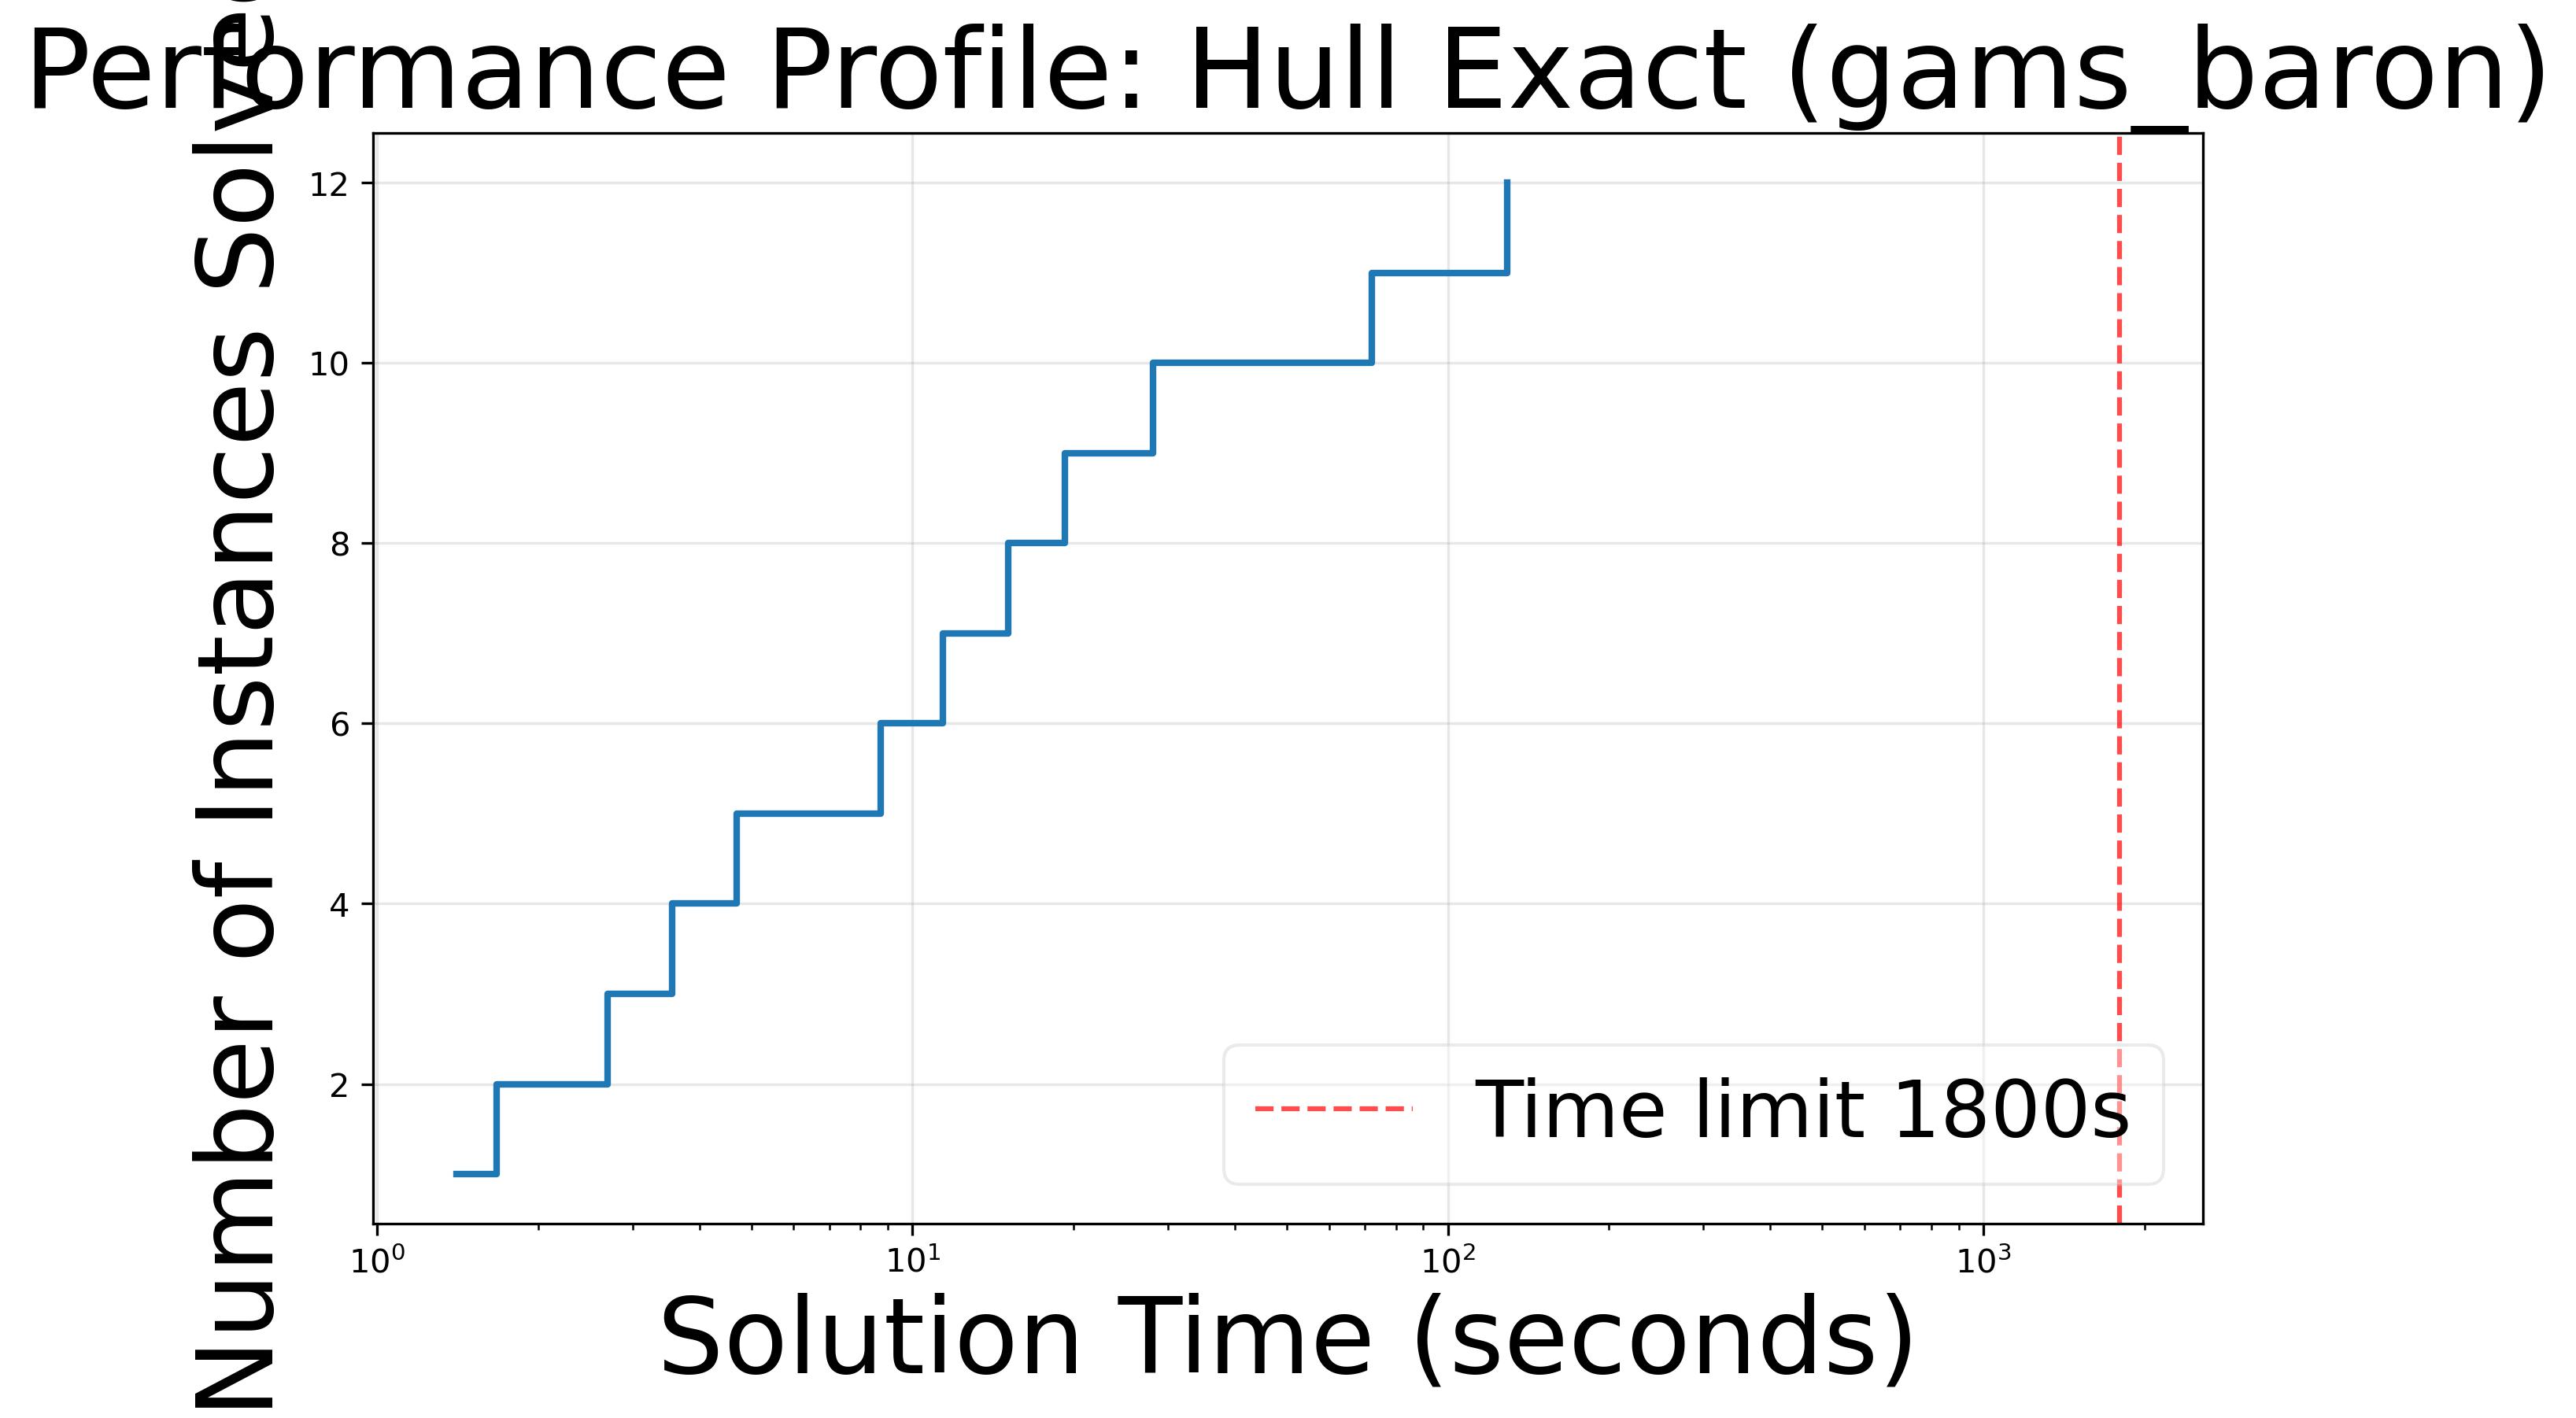 Performance Profile: Hull Exact (gams_baron)
Number of Instances Solve
12
10
8
6
4
2
10⁰
10¹
10²
10³
Time limit 1800s
Solution Time (seconds)